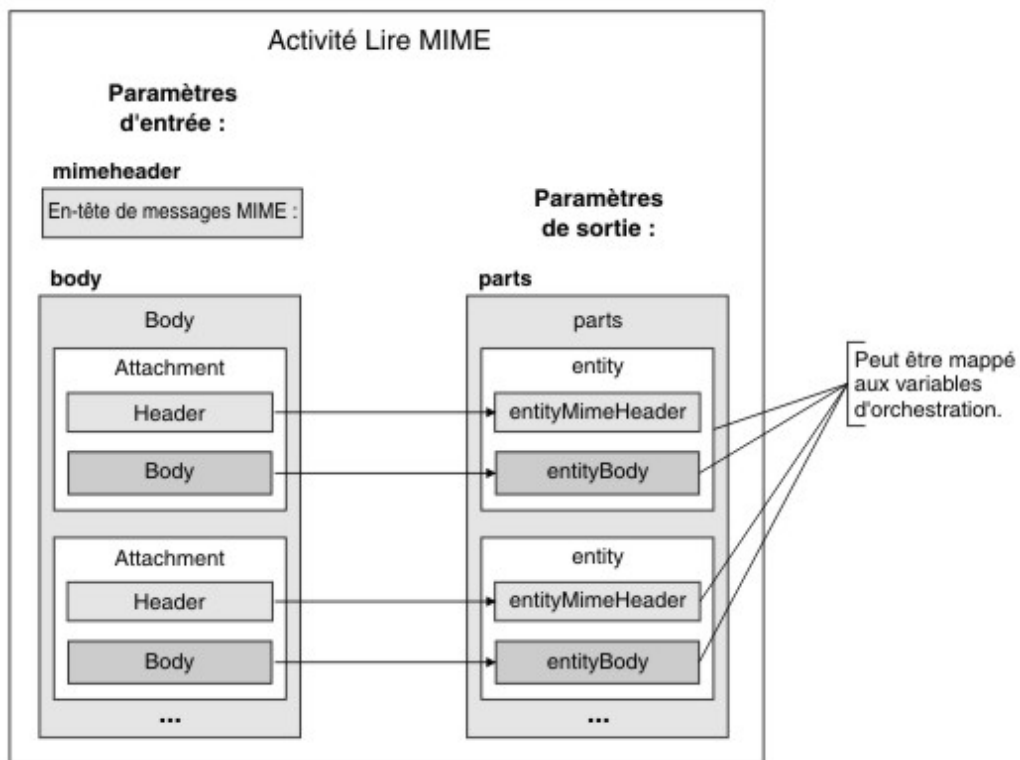 Activité Lire MIME
Paramètres
d'entrée :
mimeheader
En-tête de messages MIME :
body
Body
Attachment
Header
Body
Attachment
Header
Body
...
Paramètres
de sortie :
parts
parts
entity
entityMimeHeader
entityBody
entity
entityMimeHeader
entityBody
...
Peut être mappé
aux variables
d'orchestration.